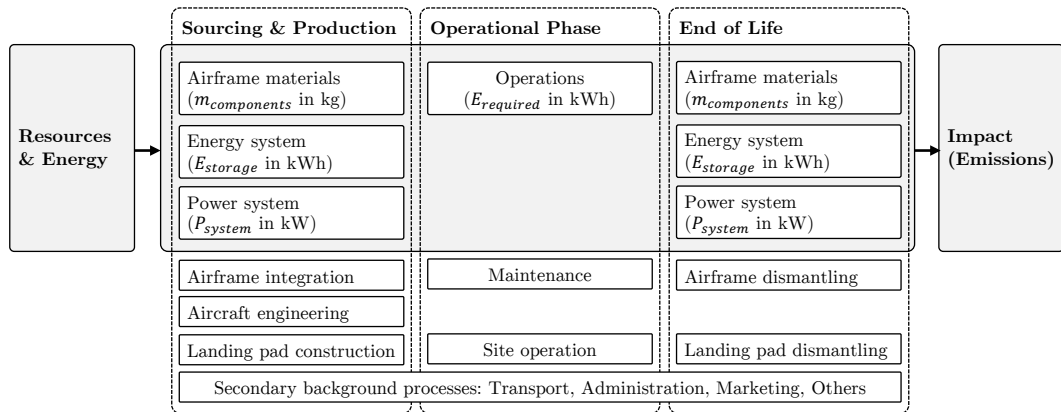 Sourcing & Production
Operational Phase
End of Life
Resources
& Energy
Airframe materials
(m_components in kg)
Energy system
(E_storage in kWh)
Power system
(P_system in kW)
Operations
(E_required in kWh)
Airframe materials
(m_components in kg)
Energy system
(E_storage in kWh)
Power system
(P_system in kW)
Impact
(Emissions)
Airframe integration
Maintenance
Airframe dismantling
Aircraft engineering
Landing pad construction
Site operation
Landing pad dismantling
Secondary background processes: Transport, Administration, Marketing, Others